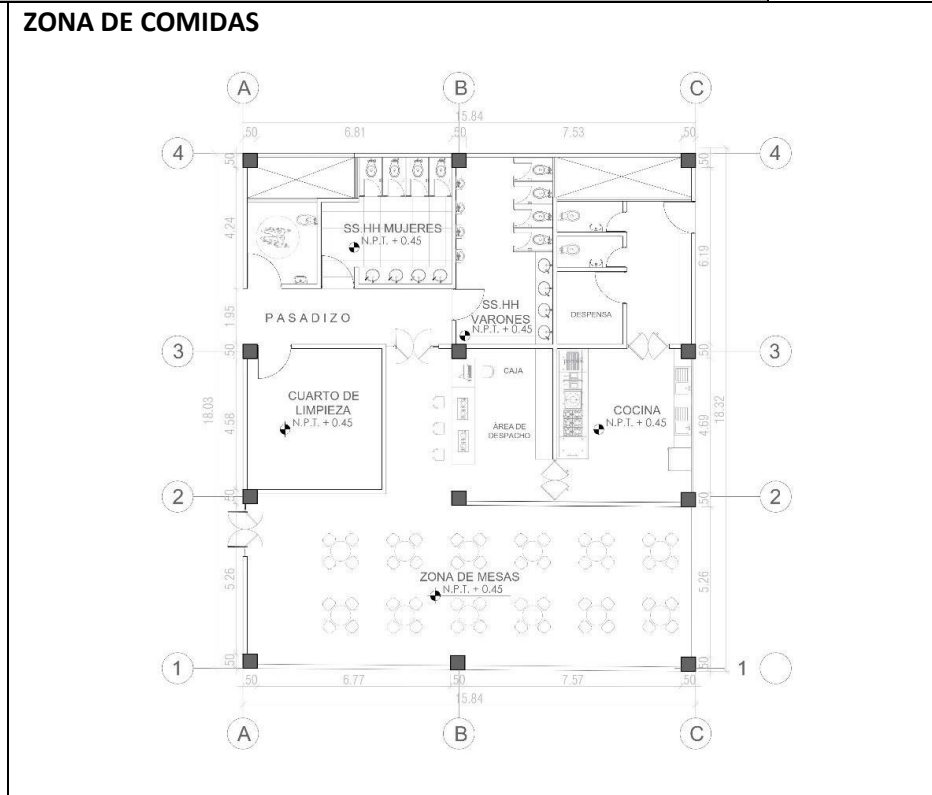 ZONA DE COMIDAS
A B C
15.84
.50 6.81 .50 7.53 .50
4 4
.50 .50
4.24
SS.HH MUJERES
N.P.T. + 0.45
6.19
1.95
PASADIZO
SS.HH
VARONES
N.P.T. + 0.45
DESPENSA
3 3
.50 .50
CAJA
CUARTO DE
LIMPIEZA
N.P.T. + 0.45
COCINA
N.P.T. + 0.45
ÁREA DE
DESPACHO
18.03 4.58 4.69 18.32
2 2
.50 .50
ZONA DE MESAS
N.P.T. + 0.45
5.26 5.26
.50 .50
1 1
.50 6.77 .50 7.57 .50
15.84
A B C